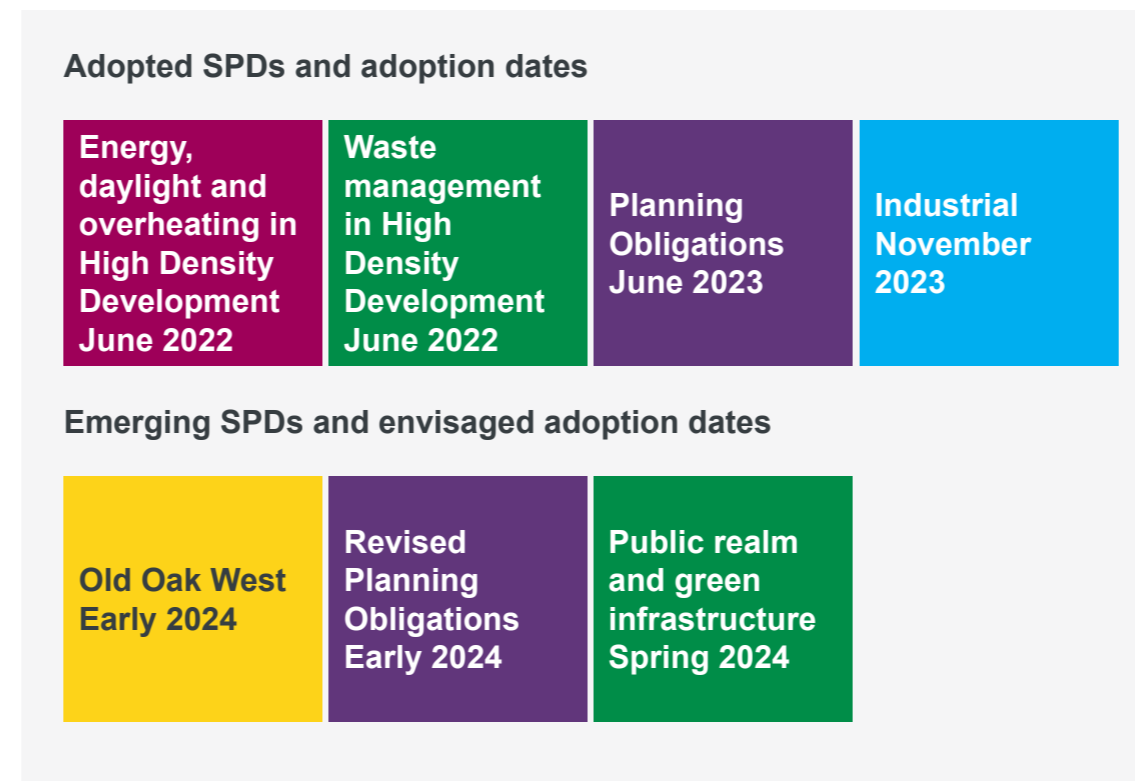 Adopted SPDs and adoption dates
Energy,
daylight and
overheating in
High Density
Development
June 2022
Waste
management
in High
Density
Development
June 2022
Planning
Obligations
June 2023
Industrial
November
2023
Emerging SPDs and envisaged adoption dates
Old Oak West
Early 2024
Revised
Planning
Obligations
Early 2024
Public realm
and green
infrastructure
Spring 2024